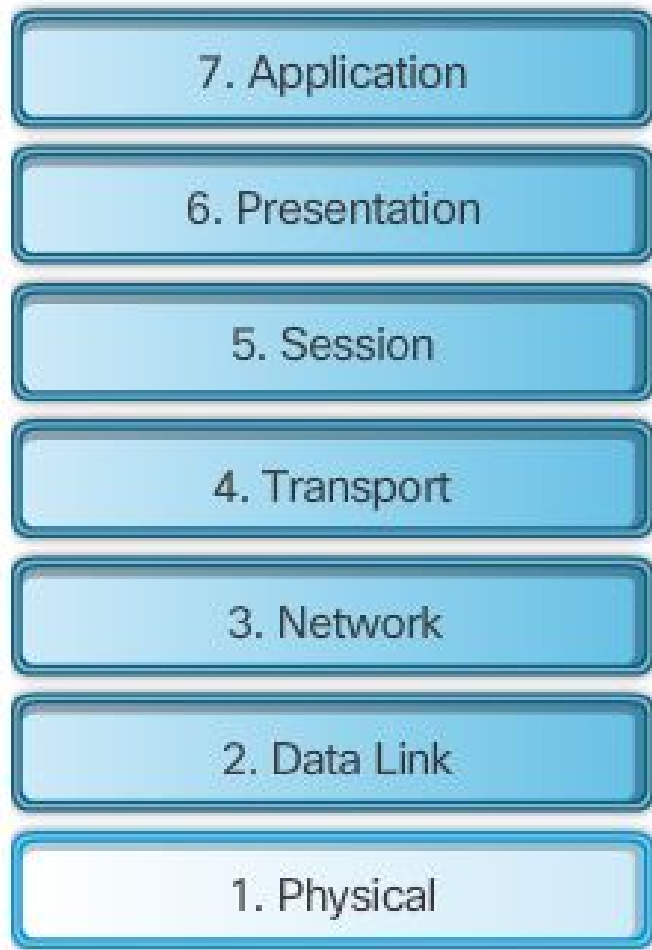 7. Application
6. Presentation
5. Session
4. Transport
3. Network
2. Data Link
1. Physical